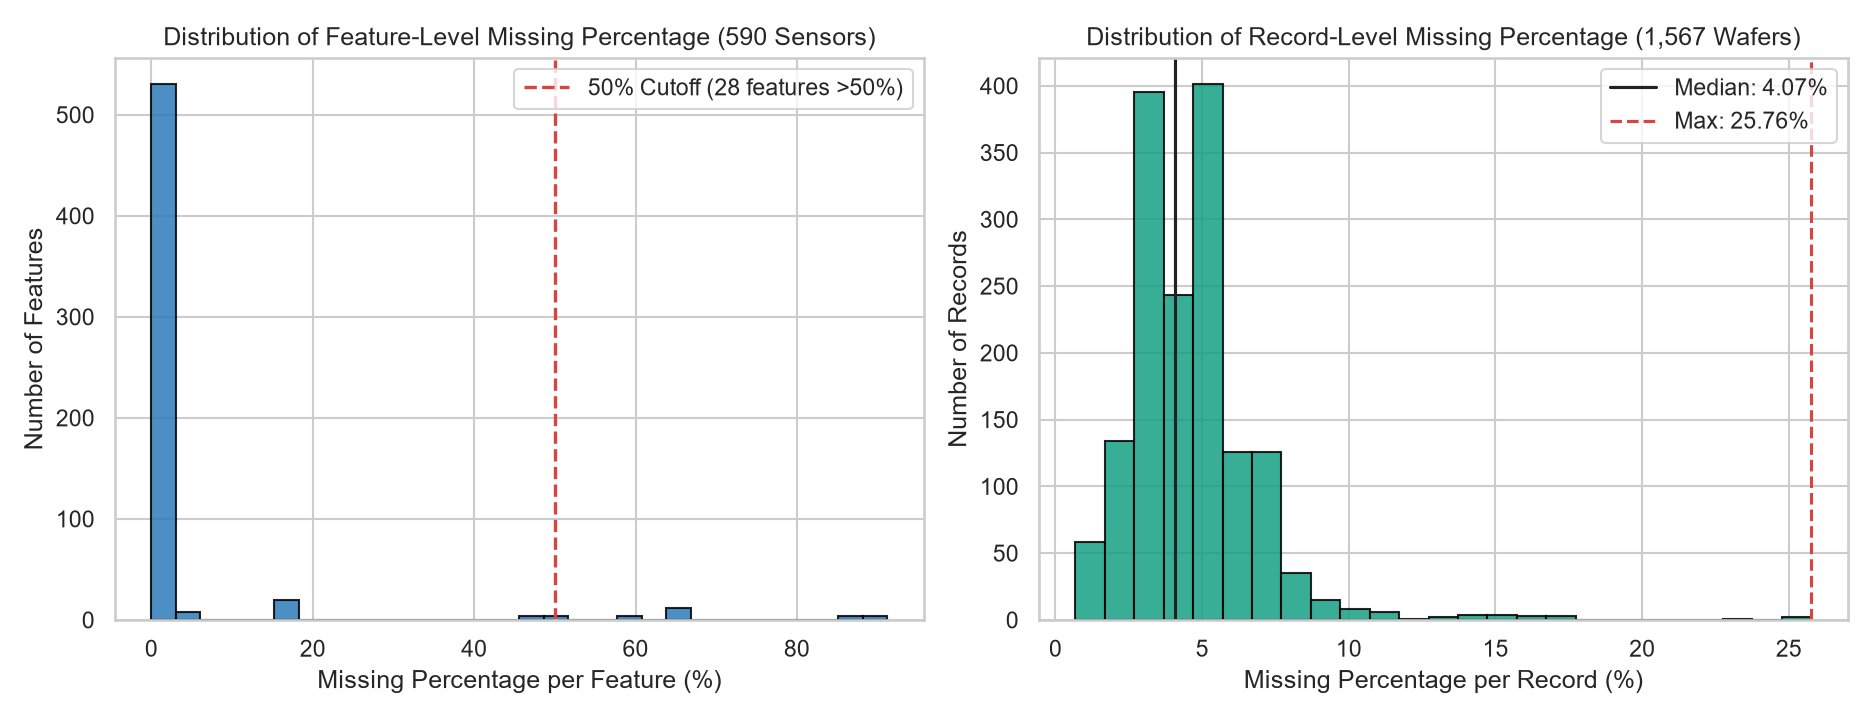 Distribution of Feature-Level Missing Percentage (590 Sensors)
50% Cutoff (28 features >50%)
500
400
300
200
100
0
Number of Features
0 20 40 60 80
Missing Percentage per Feature (%)
Distribution of Record-Level Missing Percentage (1,567 Wafers)
Median: 4.07%
Max: 25.76%
400
350
300
250
200
150
100
50
0
Number of Records
0 5 10 15 20 25
Missing Percentage per Record (%)